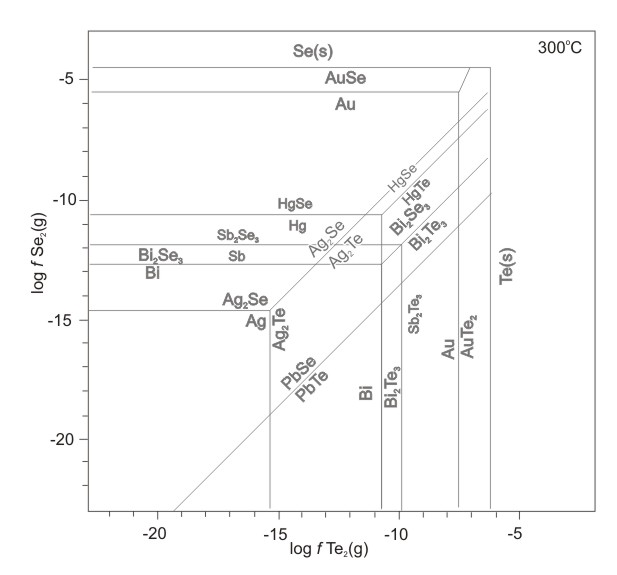 300°C
Se(s)
AuSe
Au
HgSe
Hg
Sb₂Se₃
Sb
Bi₂Se₃
Bi
Ag₂Se
Ag
Ag₂Te
Ag₂Se
Ag₂Te
HgSe
HgTe
Bi₂Se₃
Bi₂Te₃
PbSe
PbTe
Bi
Bi₂Te₃
Sb₂Te₃
Au
AuTe₂
Te(s)
log f Se₂(g)
-5
-10
-15
-20
-20
-15
-10
-5
log f Te₂(g)